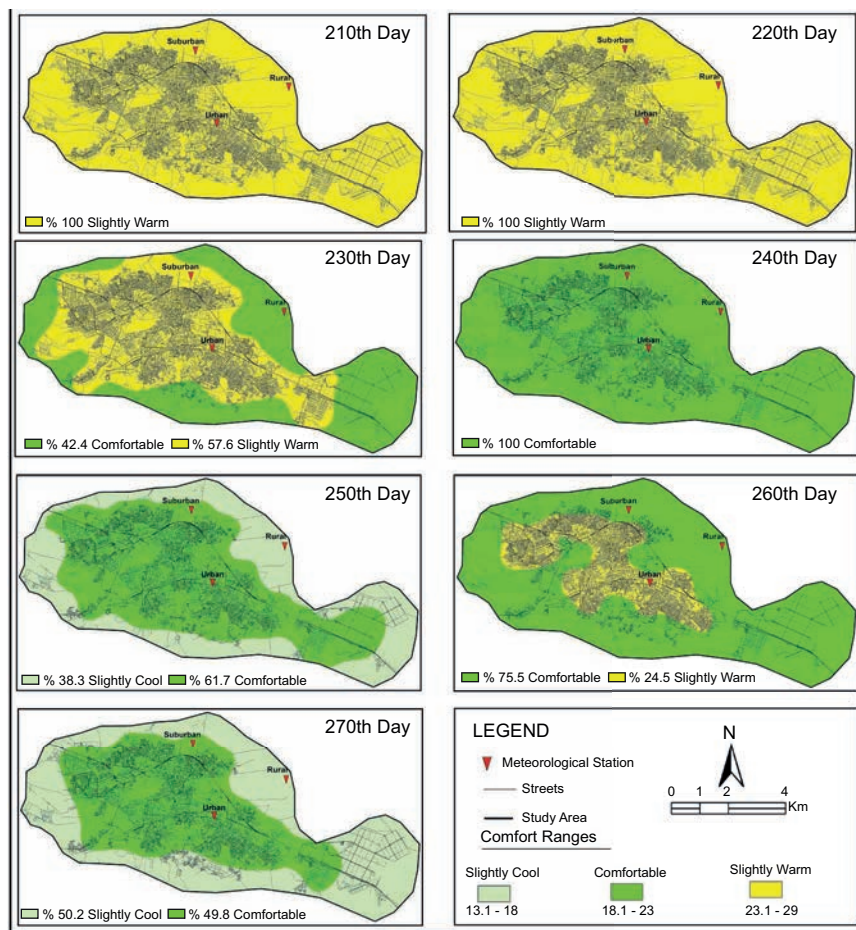 210th Day
Suburban
Rural
Urban
% 100 Slightly Warm
220th Day
Suburban
Rural
Urban
% 100 Slightly Warm
230th Day
Suburban
Rural
Urban
% 42.4 Comfortable % 57.6 Slightly Warm
240th Day
Suburban
Rural
Urban
% 100 Comfortable
250th Day
Suburban
Rural
Urban
% 38.3 Slightly Cool % 61.7 Comfortable
260th Day
Suburban
Rural
Urban
% 75.5 Comfortable % 24.5 Slightly Warm
270th Day
Suburban
Rural
Urban
% 50.2 Slightly Cool % 49.8 Comfortable
LEGEND
Meteorological Station
Streets
Study Area
Comfort Ranges
N
0 1 2 4
Km
Slightly Cool Comfortable Slightly Warm
13.1 - 18 18.1 - 23 23.1 - 29